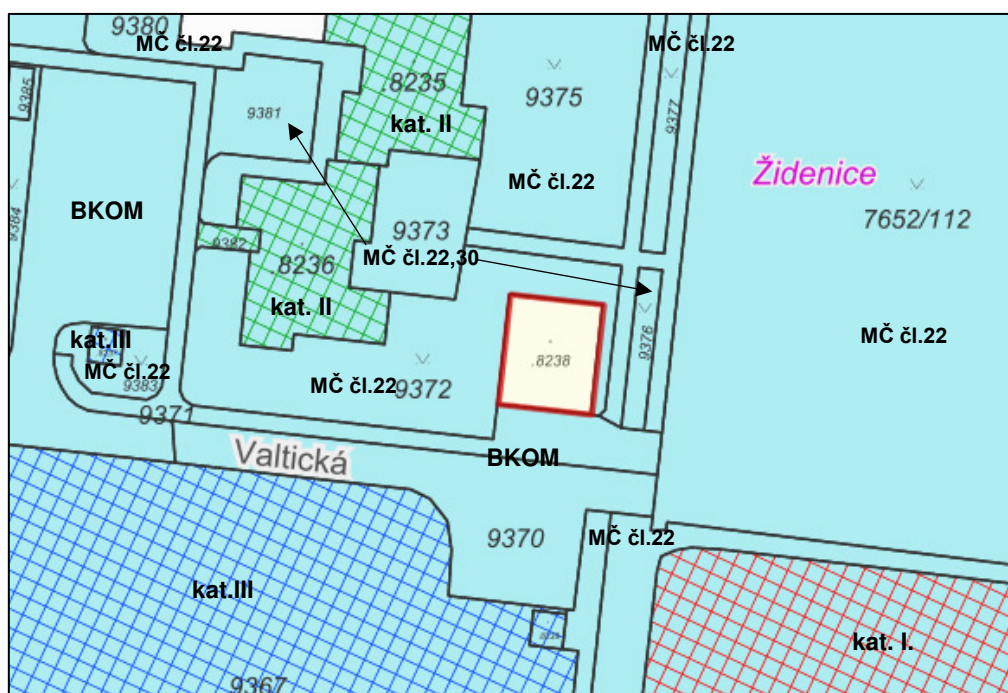 9380
MČ čl.22
MČ čl.22
.8235
9375
9385
9377
9381
kat. II
Židenice
MČ čl.22
7652/112
BKOM
9384
9373
9382
.8236
MČ čl.22,30
kat. II
9376
MČ čl.22
kat.III
.8238
MČ čl.22
9383
MČ čl.22
9372
9371
Valtická
BKOM
9370
MČ čl.22
kat.III
kat. I.
9367